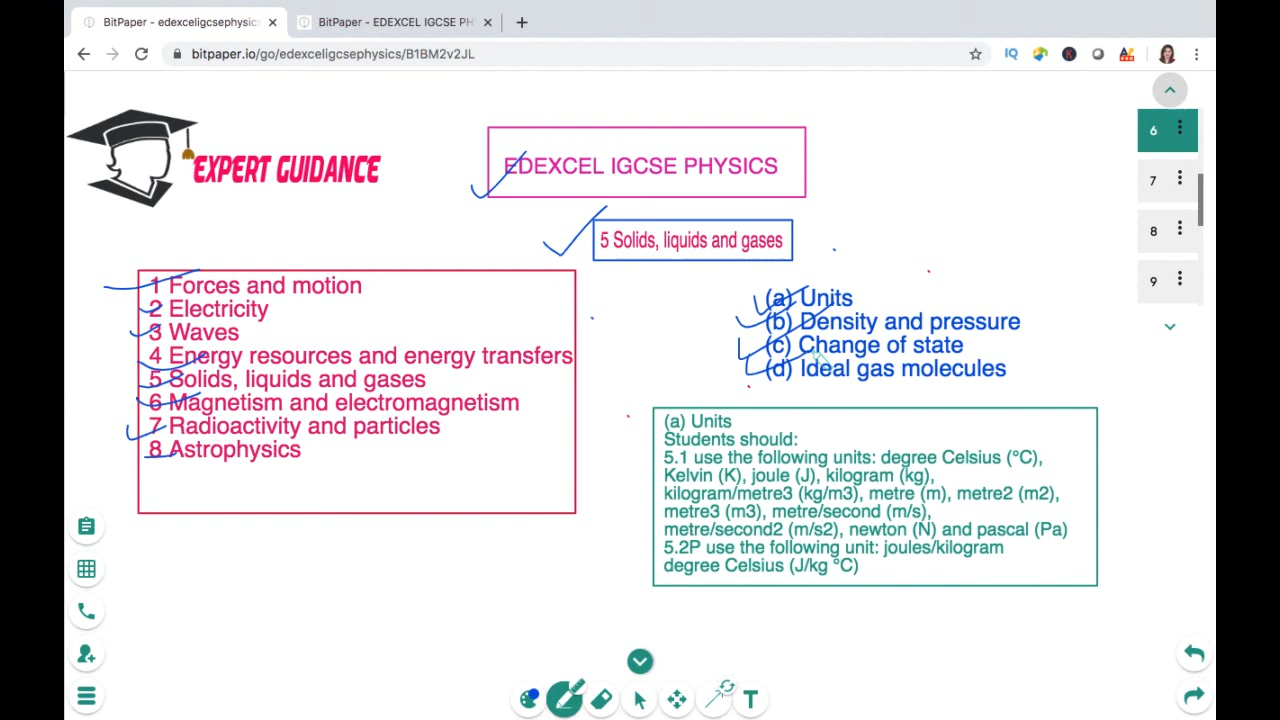 BitPaper - edexceligcsephysics
BitPaper - EDEXCEL IGCSE PH
bitpaper.io/go/edexceligcsephysics/B1BM2v2JL
EXPERT GUIDANCE
EDEXCEL IGCSE PHYSICS
5 Solids, liquids and gases
1 Forces and motion
2 Electricity
3 Waves
4 Energy resources and energy transfers
5 Solids, liquids and gases
6 Magnetism and electromagnetism
7 Radioactivity and particles
8 Astrophysics
(a) Units
(b) Density and pressure
(c) Change of state
(d) Ideal gas molecules
(a) Units
Students should:
5.1 use the following units: degree Celsius (°C),
Kelvin (K), joule (J), kilogram (kg),
kilogram/metre3 (kg/m3), metre (m), metre2 (m2),
metre3 (m3), metre/second (m/s),
metre/second2 (m/s2), newton (N) and pascal (Pa)
5.2P use the following unit: joules/kilogram
degree Celsius (J/kg °C)
6
7
8
9
IQ
T